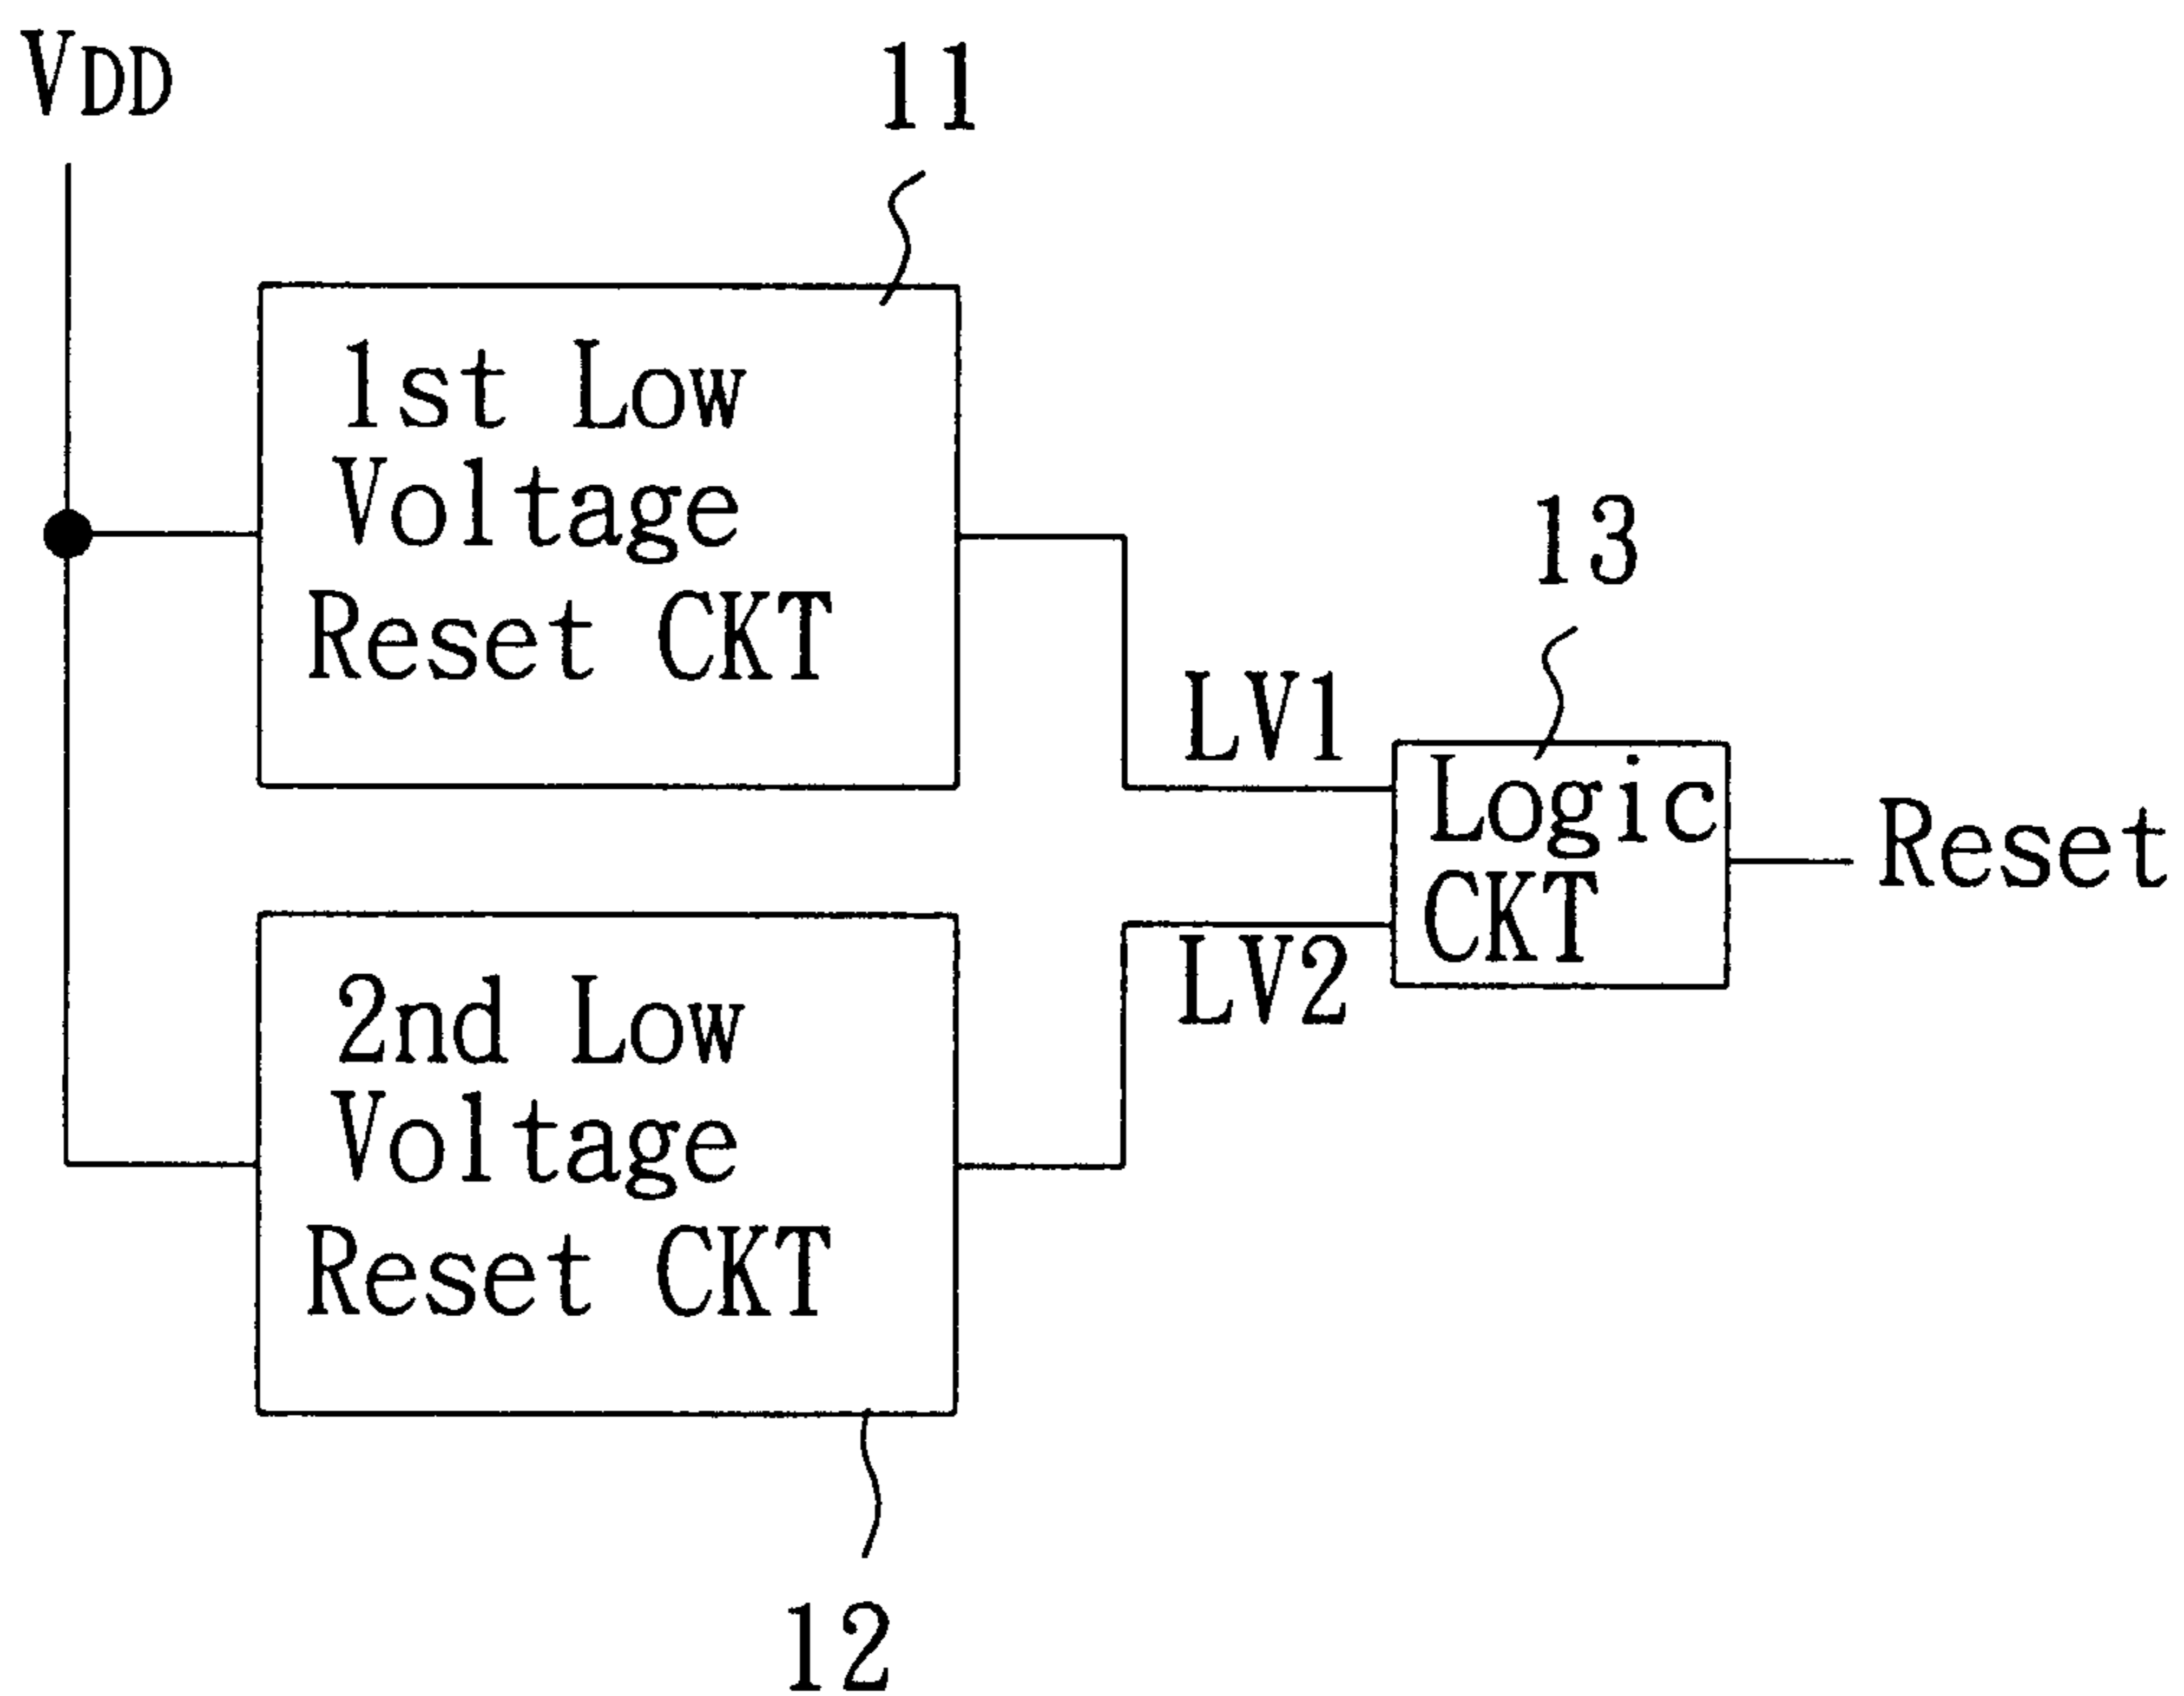 VDD
11
1st Low
Voltage
Reset CKT
13
LV1
Logic
CKT
Reset
LV2
2nd Low
Voltage
Reset CKT
12